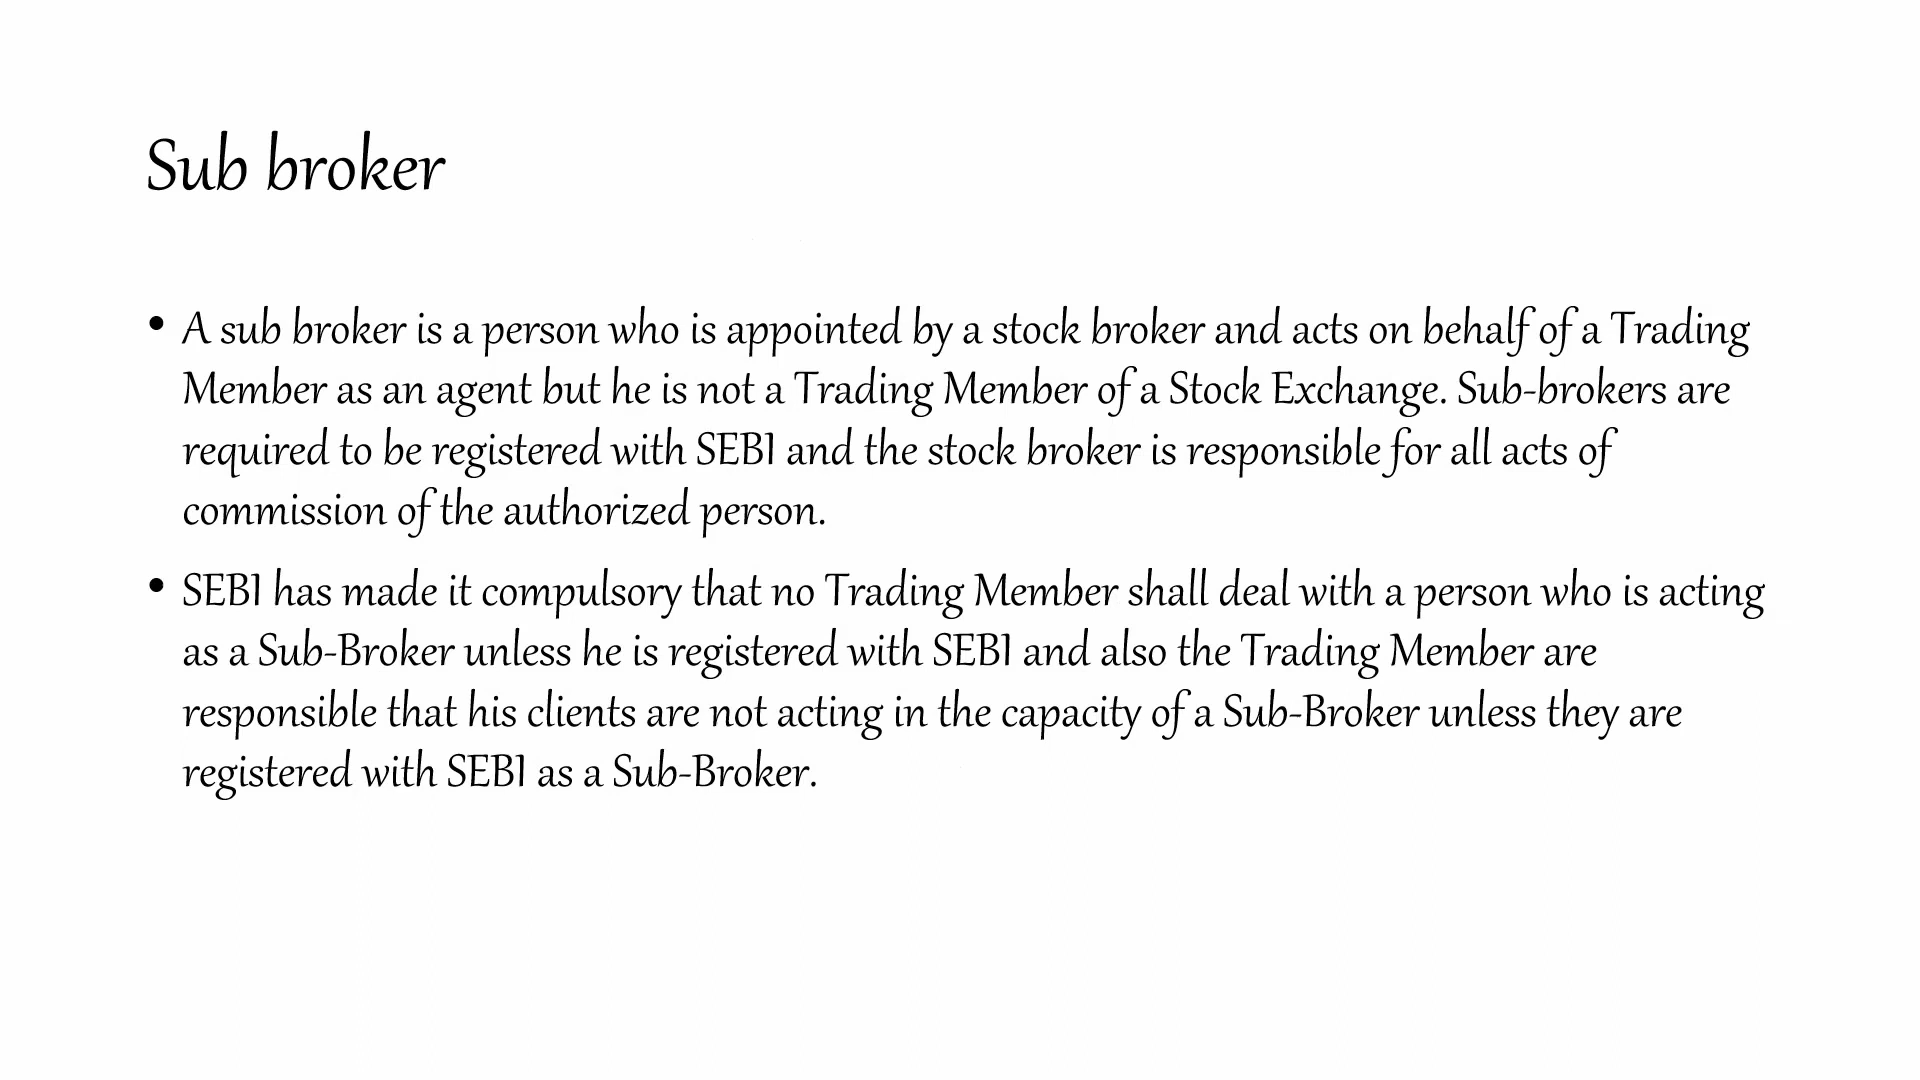 Sub broker
• A sub broker is a person who is appointed by a stock broker and acts on behalf of a Trading
Member as an agent but he is not a Trading Member of a Stock Exchange. Sub-brokers are
required to be registered with SEBI and the stock broker is responsible for all acts of
commission of the authorized person.
• SEBI has made it compulsory that no Trading Member shall deal with a person who is acting
as a Sub-Broker unless he is registered with SEBI and also the Trading Member are
responsible that his clients are not acting in the capacity of a Sub-Broker unless they are
registered with SEBI as a Sub-Broker.